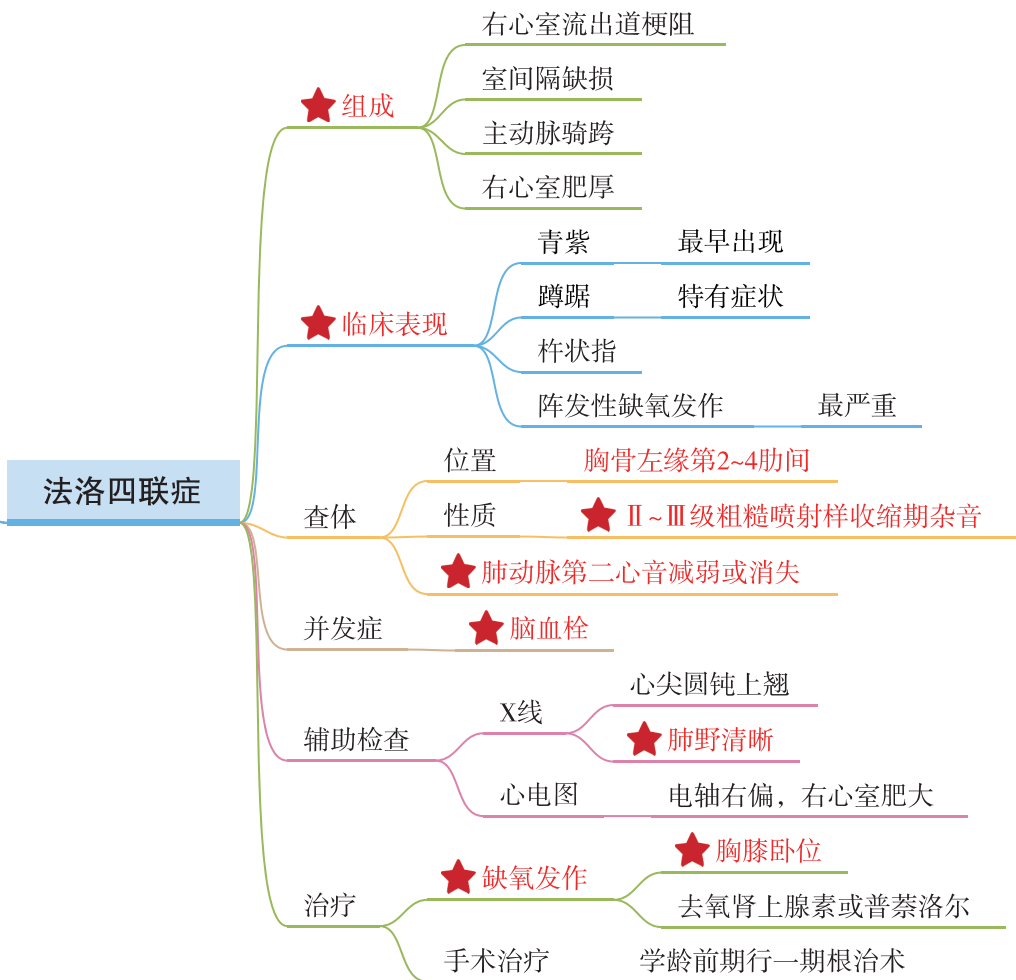 法洛四联症
组成
右心室流出道梗阻
室间隔缺损
主动脉骑跨
右心室肥厚
临床表现
青紫 最早出现
蹲踞 特有症状
杵状指
阵发性缺氧发作 最严重
查体
位置 胸骨左缘第2~4肋间
性质 Ⅱ~Ⅲ级粗糙喷射样收缩期杂音
肺动脉第二心音减弱或消失
并发症 脑血栓
辅助检查
X线
心尖圆钝上翘
肺野清晰
心电图 电轴右偏，右心室肥大
治疗
缺氧发作
胸膝卧位
去氧肾上腺素或普萘洛尔
手术治疗 学龄前期行一期根治术